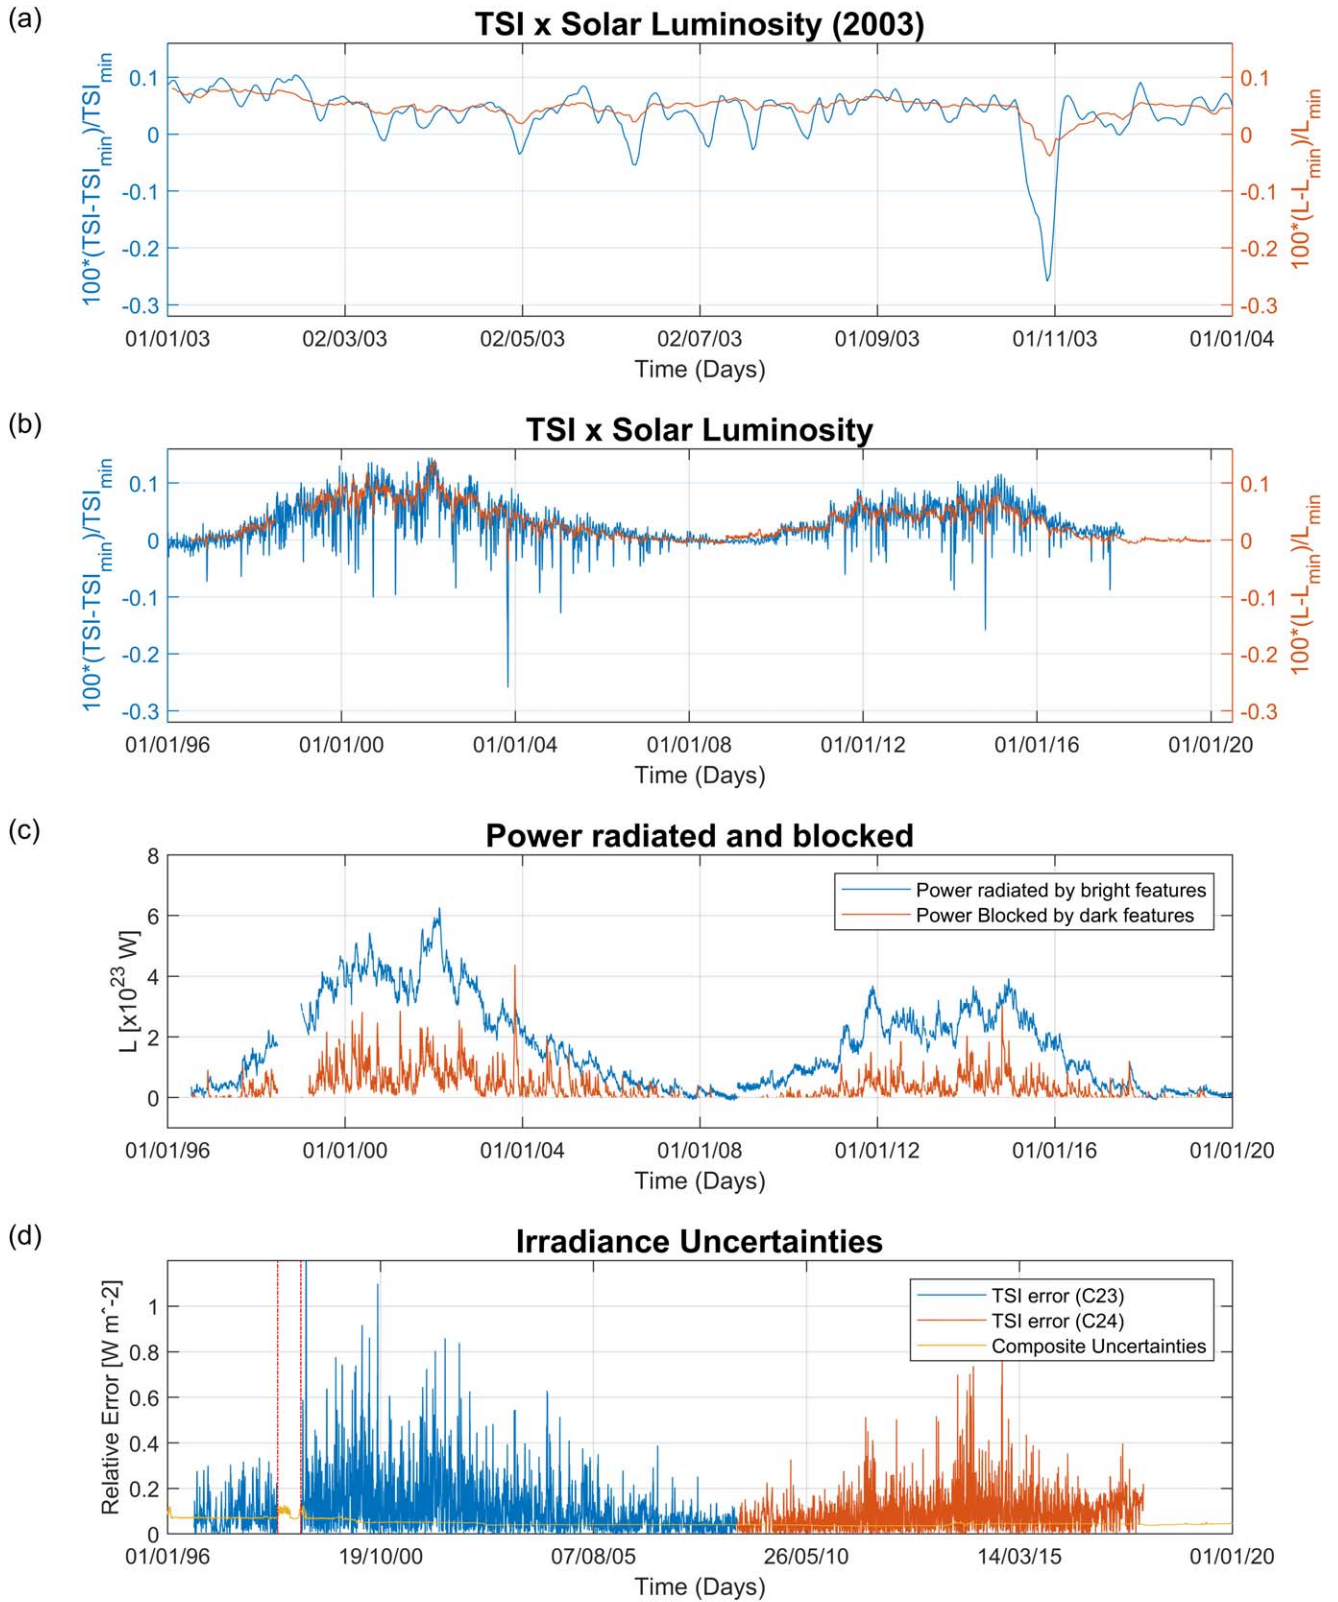 (a)
TSI x Solar Luminosity (2003)
100*(TSI-TSI_min)/TSI_min
0.1
0
-0.1
-0.2
-0.3
0.1
0
-0.1
-0.2
-0.3
100*(L-L_min)/L_min
01/01/03 02/03/03 02/05/03 02/07/03 01/09/03 01/11/03 01/01/04
Time (Days)
(b)
TSI x Solar Luminosity
100*(TSI-TSI_min)/TSI_min
0.1
0
-0.1
-0.2
-0.3
0.1
0
-0.1
-0.2
-0.3
100*(L-L_min)/L_min
01/01/96 01/01/00 01/01/04 01/01/08 01/01/12 01/01/16 01/01/20
Time (Days)
(c)
Power radiated and blocked
L [x10^23 W]
8
6
4
2
0
Power radiated by bright features
Power Blocked by dark features
01/01/96 01/01/00 01/01/04 01/01/08 01/01/12 01/01/16 01/01/20
Time (Days)
(d)
Irradiance Uncertainties
Relative Error [W m^-2]
1
0.8
0.6
0.4
0.2
0
TSI error (C23)
TSI error (C24)
Composite Uncertainties
01/01/96 19/10/00 07/08/05 26/05/10 14/03/15 01/01/20
Time (Days)